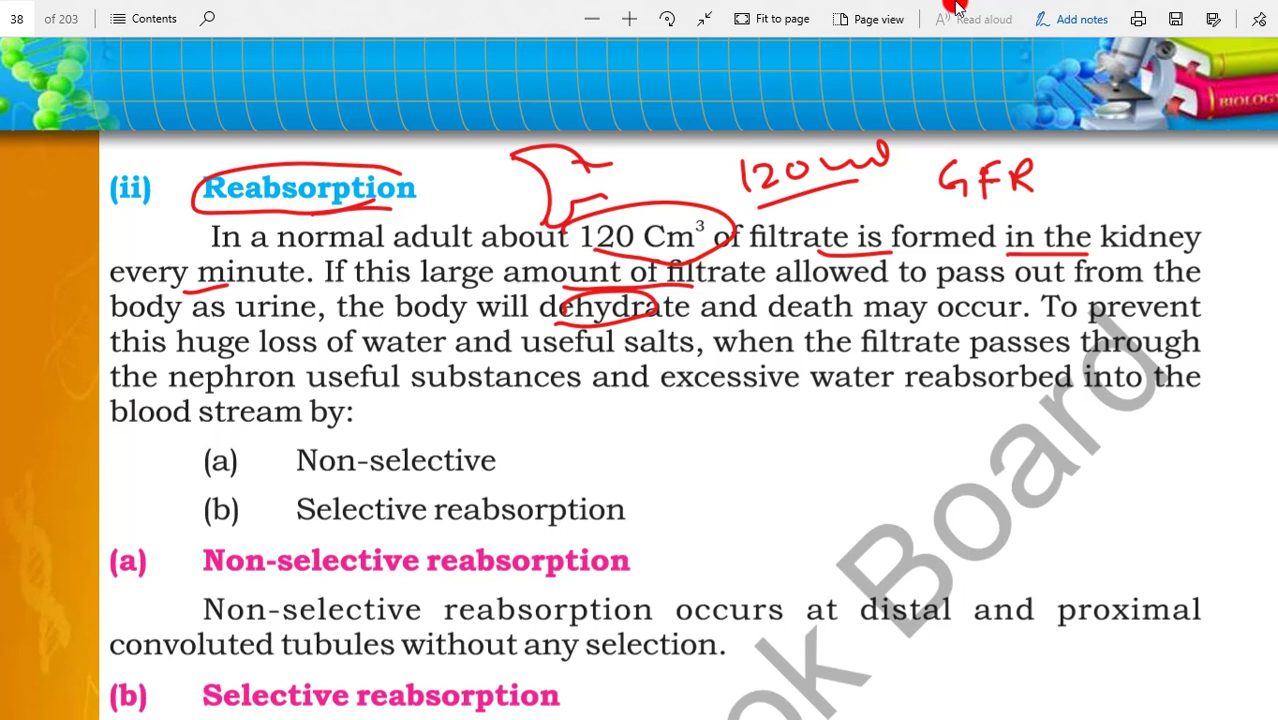 38 of 203 Contents Fit to page Page view Read aloud Add notes
BIOLOGY
120 ml GFR
(ii) Reabsorption
In a normal adult about 120 Cm³ of filtrate is formed in the kidney
every minute. If this large amount of filtrate allowed to pass out from the
body as urine, the body will dehydrate and death may occur. To prevent
this huge loss of water and useful salts, when the filtrate passes through
the nephron useful substances and excessive water reabsorbed into the
blood stream by:
(a) Non-selective
(b) Selective reabsorption
(a) Non-selective reabsorption
Non-selective reabsorption occurs at distal and proximal
convoluted tubules without any selection.
(b) Selective reabsorption
ok Board